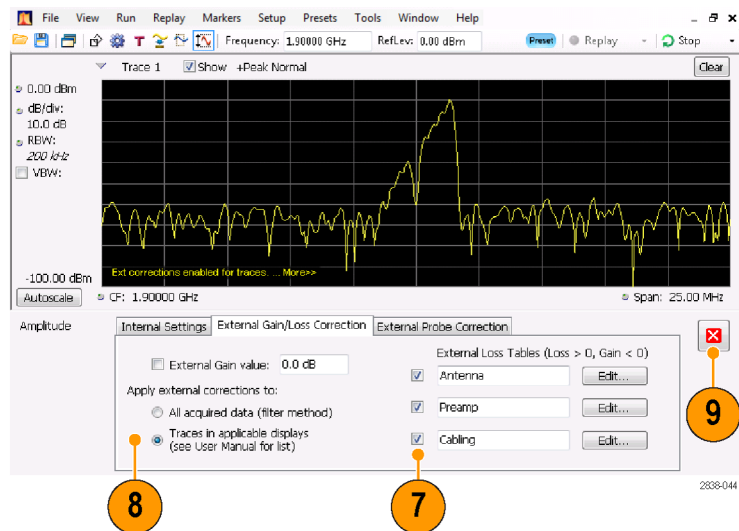 File View Run Replay Markers Setup Presets Tools Window Help
T Frequency: 1.90000 GHz RefLev: 0.00 dBm Preset Replay Stop
Trace 1 Show +Peak Normal Clear
0.00 dBm
dB/div:
10.0 dB
RBW:
200 kHz
VBW:
-100.00 dBm
Ext corrections enabled for traces. ... More>>
Autoscale CF: 1.90000 GHz Span: 25.00 MHz
Amplitude Internal Settings External Gain/Loss Correction External Probe Correction
External Loss Tables (Loss > 0, Gain < 0)
External Gain value: 0.0 dB
Antenna Edit...
Apply external corrections to:
All acquired data (filter method)
Preamp Edit...
Traces in applicable displays
(see User Manual for list)
Cabling Edit...
9
8
7
2838-044